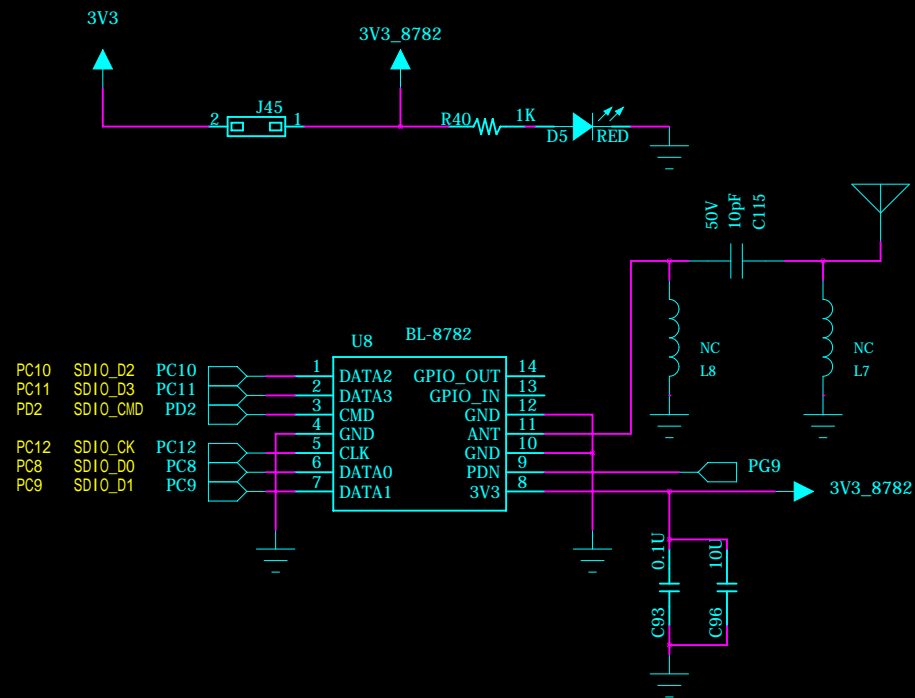 3V3
3V3_8782
2 J45 1
R40 1K
D5 RED
50V
10pF
C115
NC
L8
NC
L7
U8 BL-8782
PC10 SDIO_D2 PC10 1 DATA2 GPIO_OUT 14
PC11 SDIO_D3 PC11 2 DATA3 GPIO_IN 13
PD2 SDIO_CMD PD2 3 CMD GND 12
4 GND ANT 11
PC12 SDIO_CK PC12 5 CLK GND 10
PC8 SDIO_D0 PC8 6 DATA0 PDN 9 PG9
PC9 SDIO_D1 PC9 7 DATA1 3V3 8 3V3_8782
0.1U
C93
10U
C96